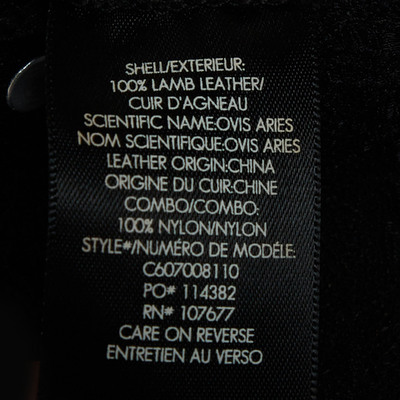 SHELL/EXTERIEUR:
100% LAMB LEATHER/
CUIR D'AGNEAU
SCIENTIFIC NAME:OVIS ARIES
NOM SCIENTIFIQUE:OVIS ARIES
LEATHER ORIGIN:CHINA
ORIGINE DU CUIR:CHINE
COMBO/COMBO:
100% NYLON/NYLON
STYLE#/NUMÉRO DE MODÈLE:
C607008110
PO# 114382
RN# 107677
CARE ON REVERSE
ENTRETIEN AU VERSO